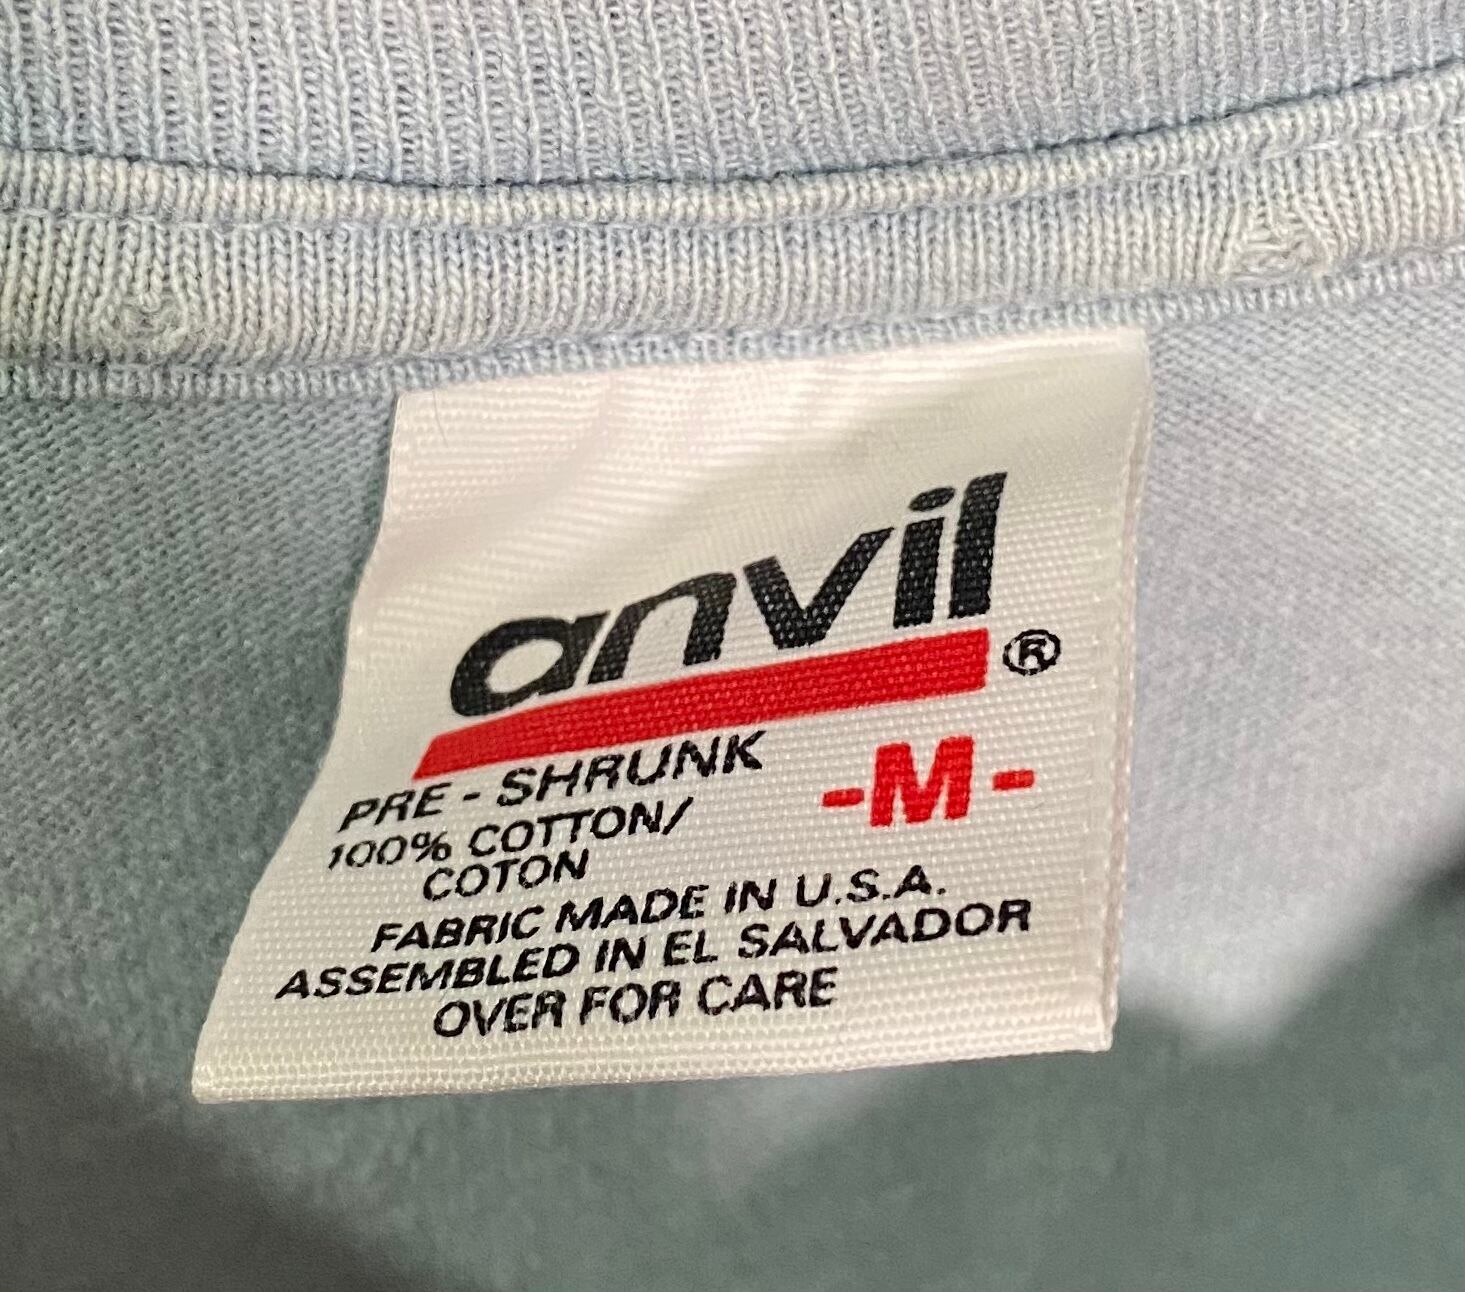 anvil®
-M-
PRE - SHRUNK
100% COTTON/
COTON
FABRIC MADE IN U.S.A.
ASSEMBLED IN EL SALVADOR
OVER FOR CARE